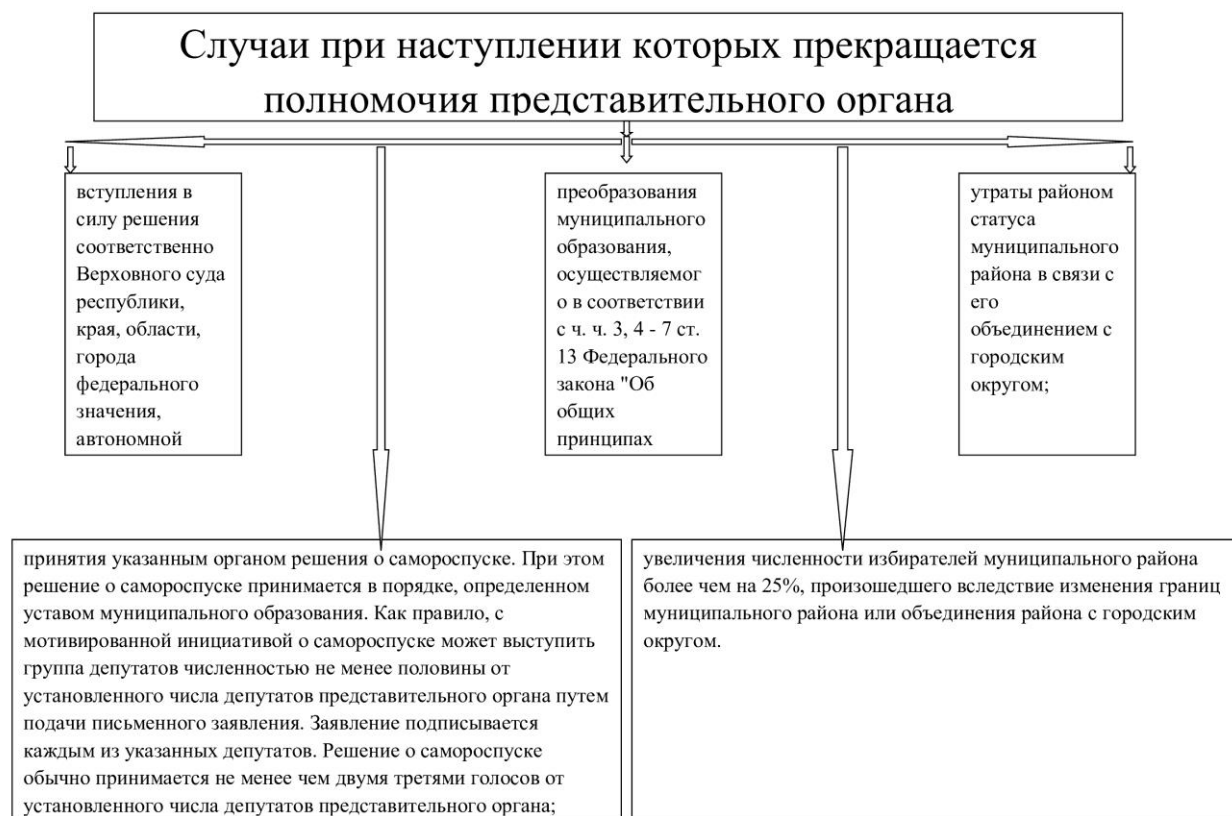 Случаи при наступлении которых прекращается
полномочия представительного органа
вступления в
силу решения
соответственно
Верховного суда
республики,
края, области,
города
федерального
значения,
автономной
преобразования
муниципального
образования,
осуществляемог
о в соответствии
с ч. ч. 3, 4 - 7 ст.
13 Федерального
закона "Об
общих
принципах
утраты районом
статуса
муниципального
района в связи с
его
объединением с
городским
округом;
принятия указанным органом решения о самороспуске. При этом
решение о самороспуске принимается в порядке, определенном
уставом муниципального образования. Как правило, с
мотивированной инициативой о самороспуске может выступить
группа депутатов численностью не менее половины от
установленного числа депутатов представительного органа путем
подачи письменного заявления. Заявление подписывается
каждым из указанных депутатов. Решение о самороспуске
обычно принимается не менее чем двумя третями голосов от
установленного числа депутатов представительного органа;
увеличения численности избирателей муниципального района
более чем на 25%, произошедшего вследствие изменения границ
муниципального района или объединения района с городским
округом.